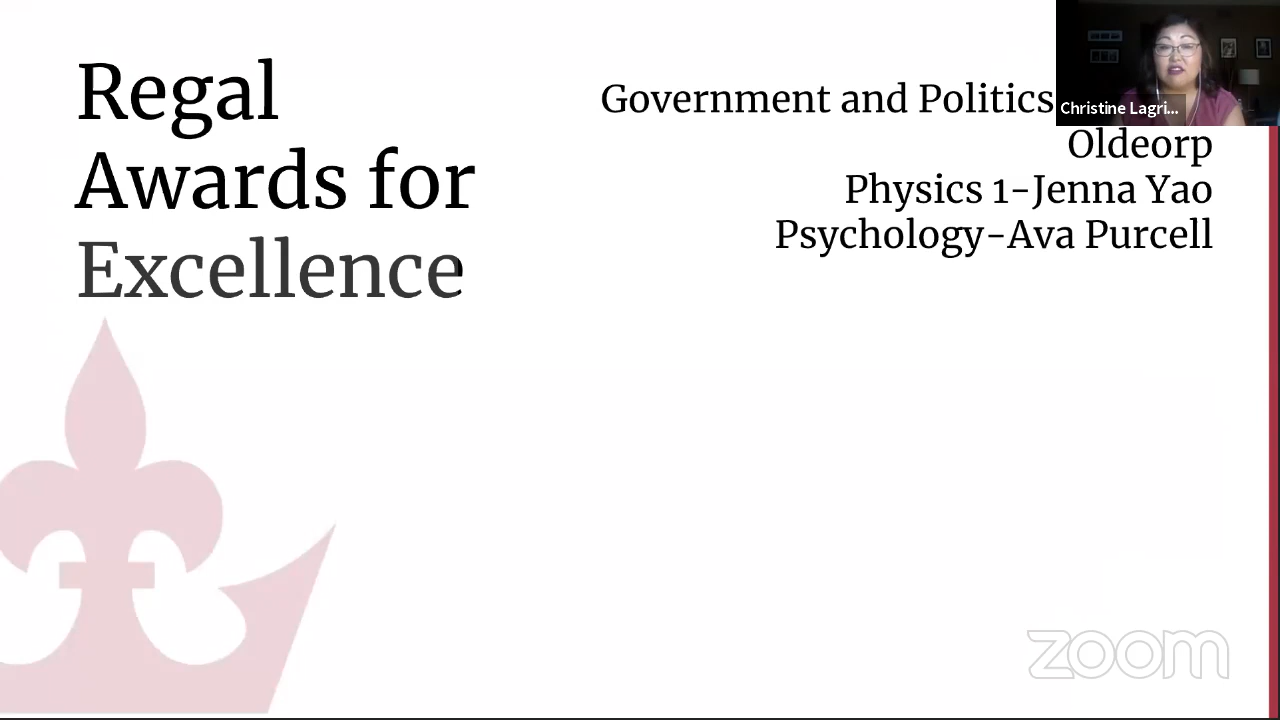 Regal
Awards for
Excellence
Government and Politics
Oldeorp
Physics 1-Jenna Yao
Psychology-Ava Purcell
Christine Lagri...
zoom